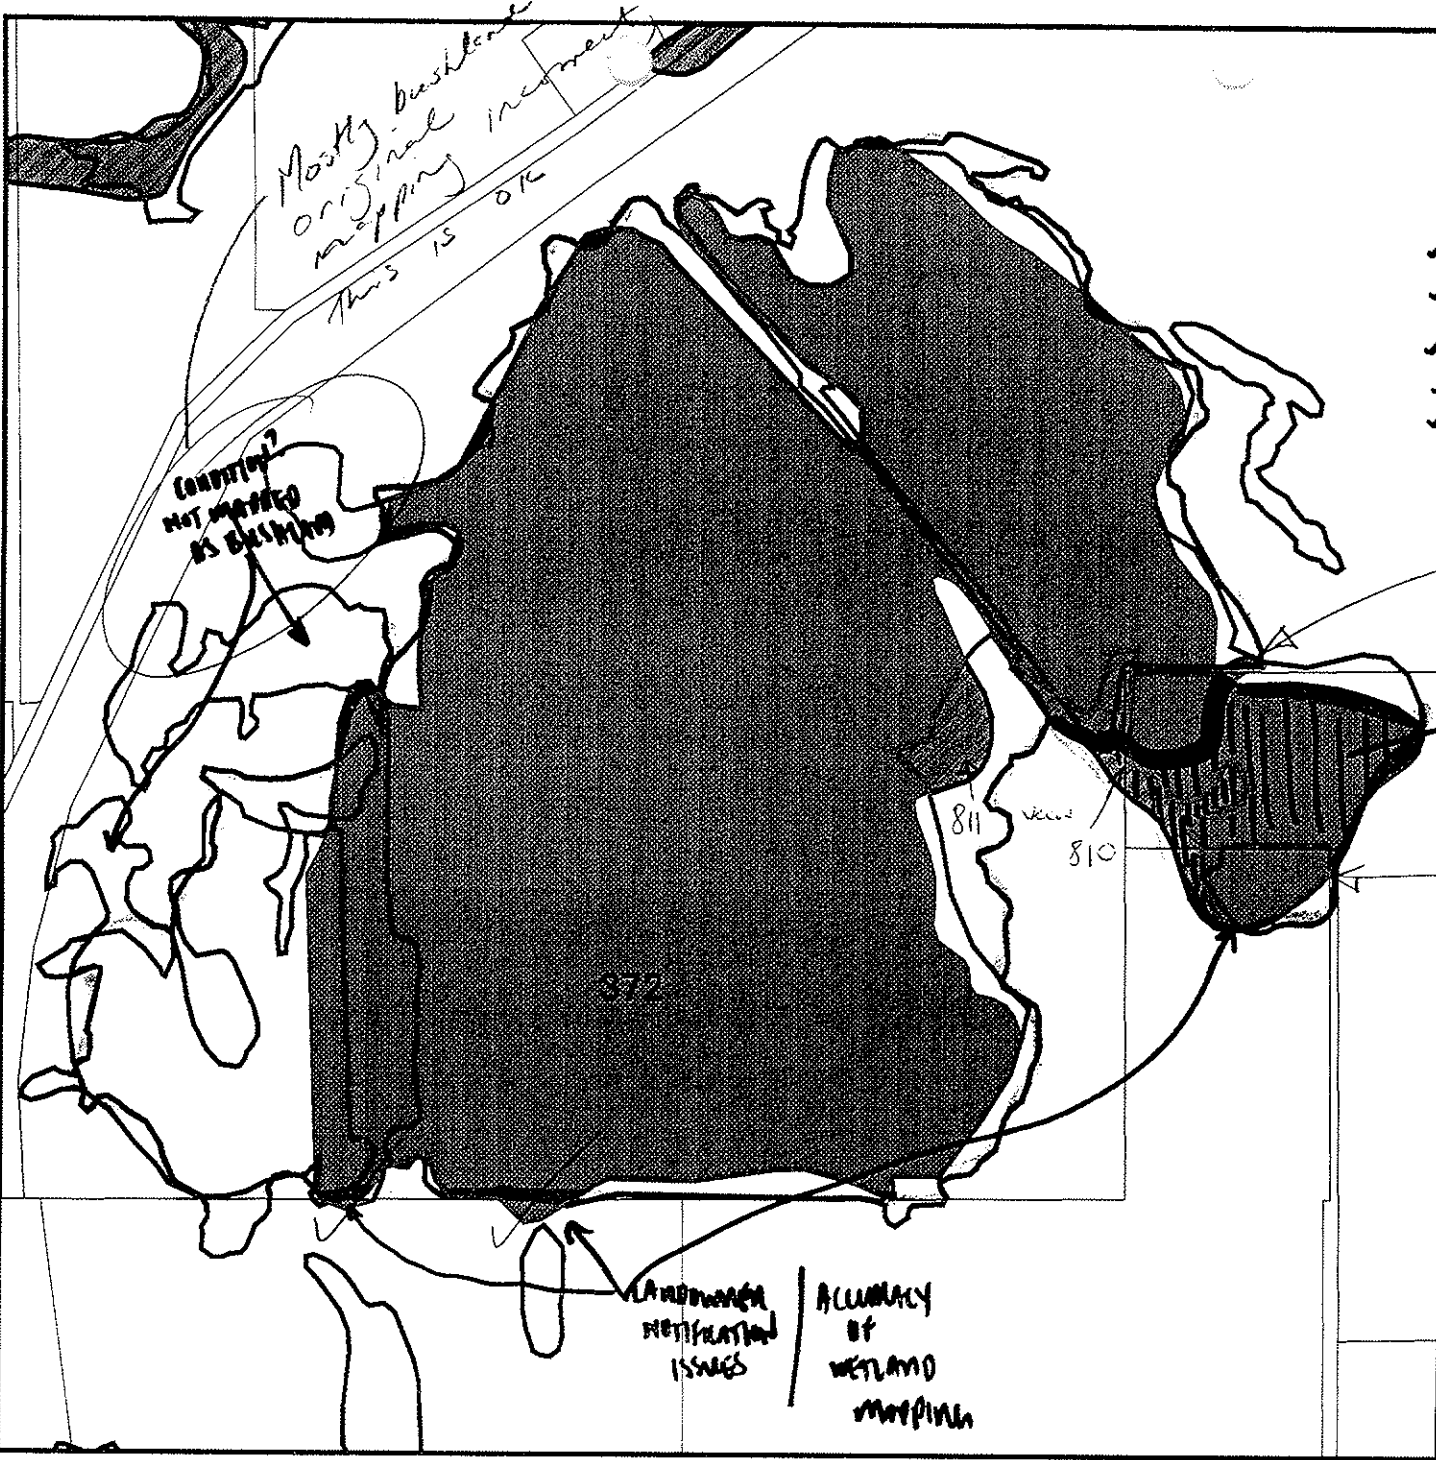 Mostly bushland
original
mapping incorrect
This is OK
CONDITION?
NOT MAPPED
AS BUSHLAND
811
810
872
LANDOWNER
NOTIFICATION
ISSUES
ACCURACY
OF
WETLAND
MAPPING